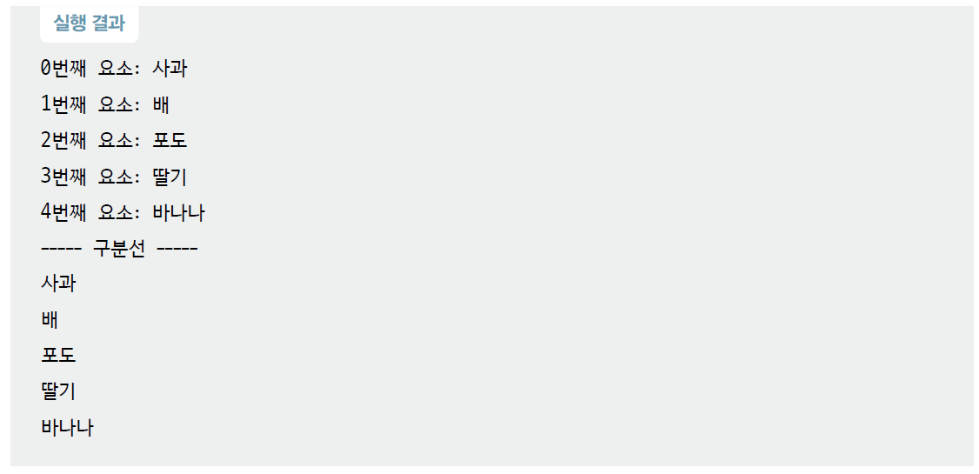 실행 결과
0번째 요소: 사과
1번째 요소: 배
2번째 요소: 포도
3번째 요소: 딸기
4번째 요소: 바나나
----- 구분선 -----
사과
배
포도
딸기
바나나